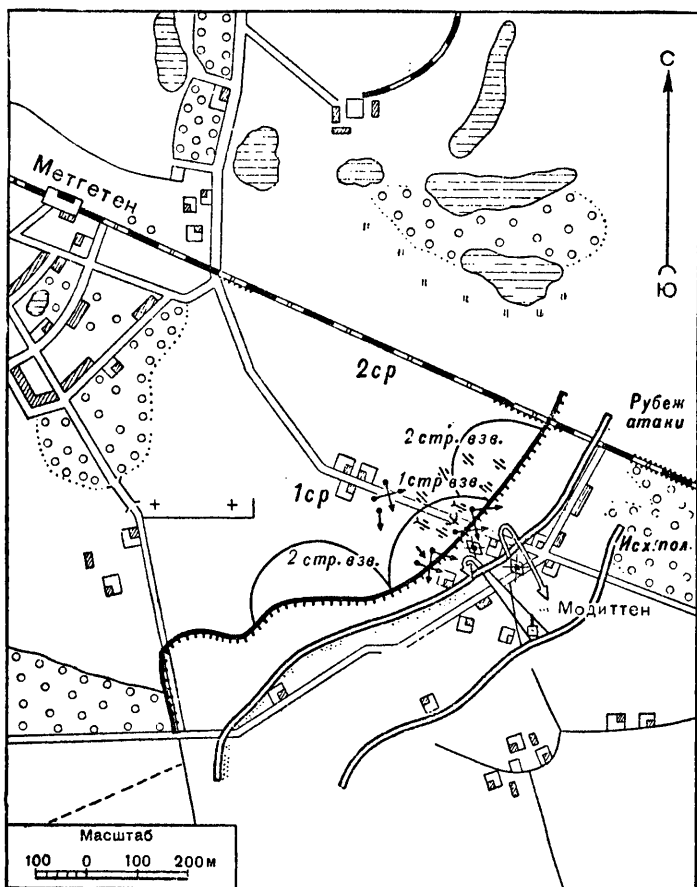 С
Метгетен
Ю
2ср
Рубеж
атаки
2 стр. взв.
1 стр взв.
1ср
Исх. пол.
2 стр. взв.
Модиттен
Масштаб
100 0 100 200 м